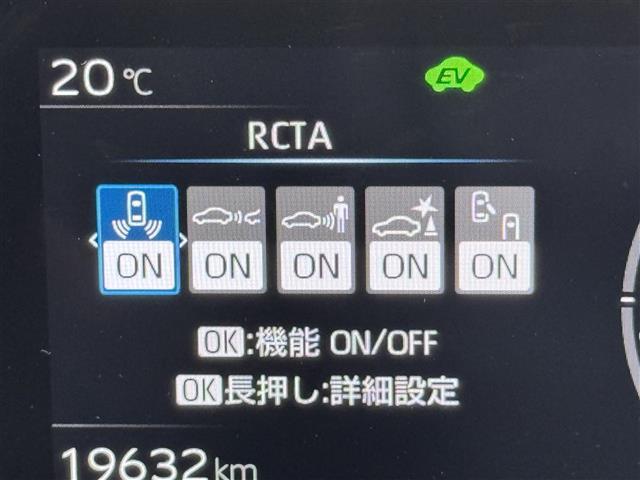 20℃
EV
RCTA
ON ON ON ON ON
OK:機能 ON/OFF
OK長押し:詳細設定
19632km